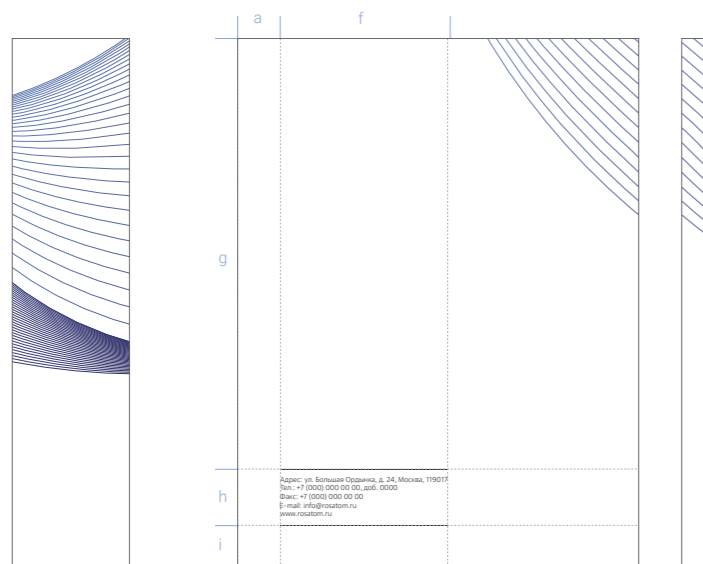 a f
g
h
Адрес: ул. Большая Ордынка, д. 24, Москва, 119017
Тел.: +7 (000) 000 00 00, доб. 0000
Факс: +7 (000) 000 00 00
E-mail: info@rosatom.ru
www.rosatom.ru
i